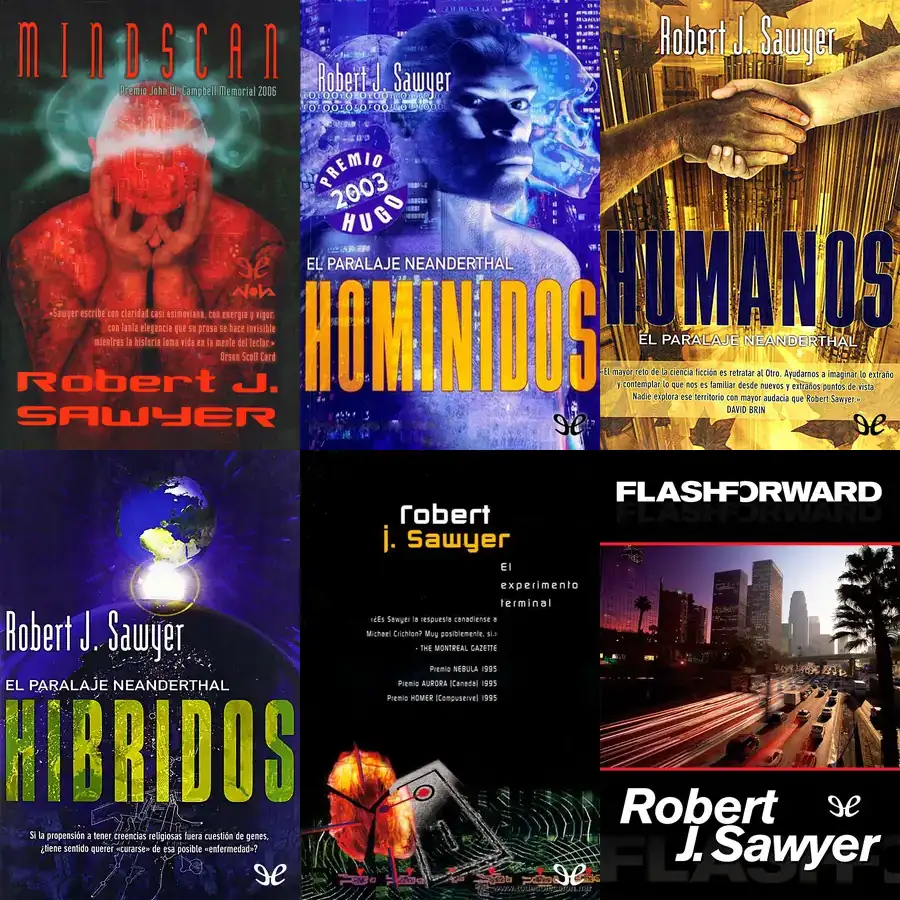 MINDSCAN
Premio John W. Campbell Memorial 2006
NOVA
«Sawyer escribe con claridad casi asimoviana, con energía y vigor,
con tanta elegancia que su prosa se hace invisible
mientras la historia toma vida en la mente del lector.»
Orson Scott Card
Robert J.
SAWYER
Robert J. Sawyer
PREMIO
2003
HUGO
EL PARALAJE NEANDERTHAL
HOMINIDOS
Robert J. Sawyer
HUMANOS
EL PARALAJE NEANDERTHAL
«El mayor reto de la ciencia ficción es retratar al Otro. Ayudarnos a imaginar lo extraño
y contemplar lo que nos es familiar desde nuevos y extraños puntos de vista.
Nadie explora ese territorio con mayor audacia que Robert Sawyer.»
DAVID BRIN
Robert J. Sawyer
EL PARALAJE NEANDERTHAL
HIBRIDOS
Si la propensión a tener creencias religiosas fuera cuestión de genes,
¿tiene sentido querer «curarse» de esa posible «enfermedad»?
robert
j. Sawyer
El
experimento
terminal
«¿Es Sawyer la respuesta canadiense a
Michael Crichton? Muy posiblemente, sí.»
- THE MONTREAL GAZETTE
Premio NEBULA 1995
Premio AURORA (Canadá) 1995
Premio HOMER (Compuserve) 1995
www.todocoleccion.net
FLASHFORWARD
Robert
J. Sawyer
FLASHFO